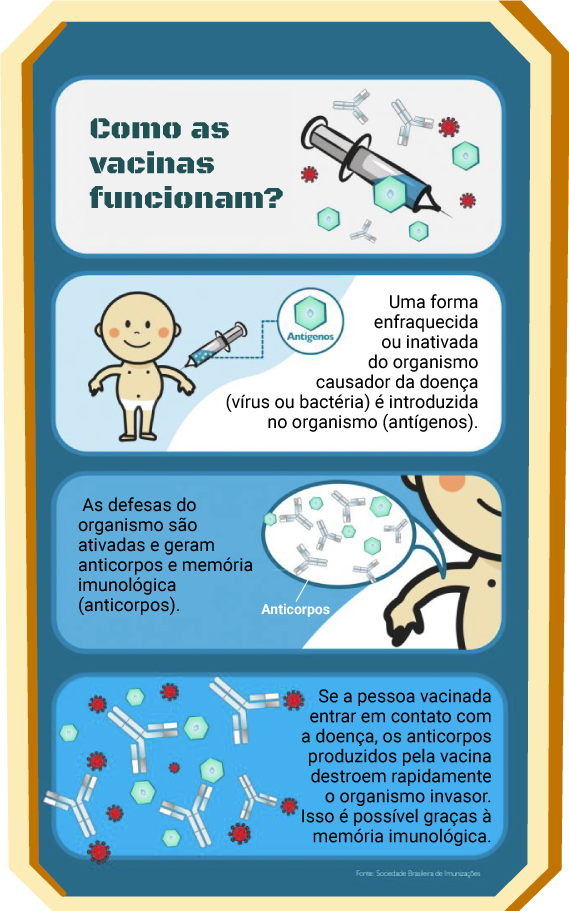 Como as
vacinas
funcionam?
Antígenos
Uma forma
enfraquecida
ou inativada
do organismo
causador da doença
(vírus ou bactéria) é introduzida
no organismo (antígenos).
As defesas do
organismo são
ativadas e geram
anticorpos e memória
imunológica
(anticorpos).
Anticorpos
Se a pessoa vacinada
entrar em contato com
a doença, os anticorpos
produzidos pela vacina
destroem rapidamente
o organismo invasor.
Isso é possível graças à
memória imunológica.
Fonte: Sociedade Brasileira de Imunizações